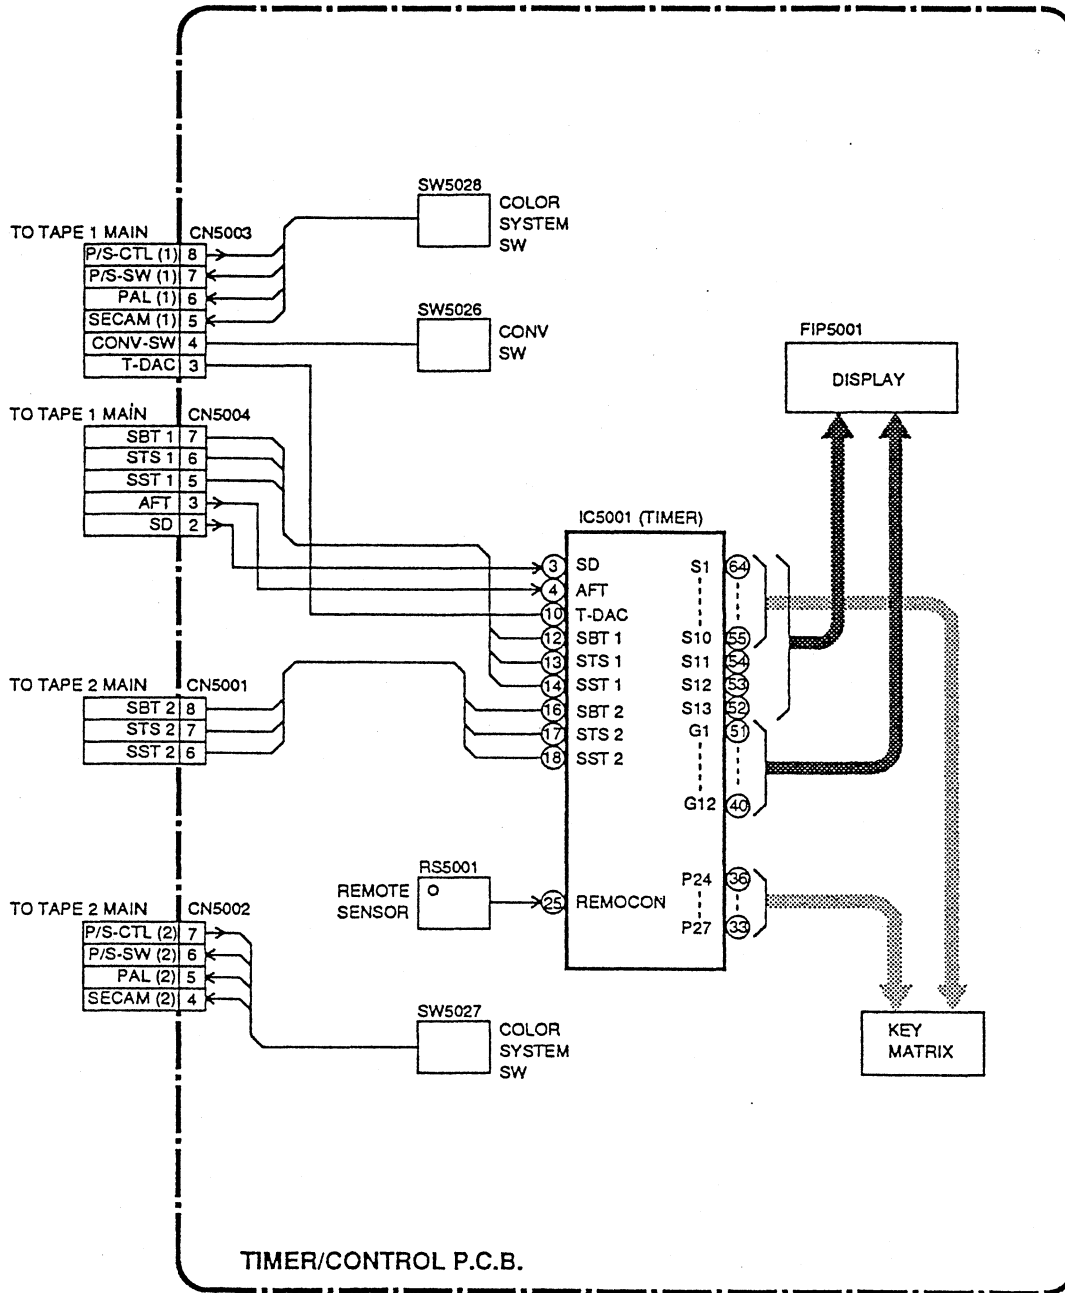 SW5028
COLOR
SYSTEM
SW
TO TAPE 1 MAIN CN5003
P/S-CTL (1) 8
P/S-SW (1) 7
PAL (1) 6
SECAM (1) 5
CONV-SW 4
T-DAC 3
SW5026
CONV
SW
FIP5001
DISPLAY
TO TAPE 1 MAIN CN5004
SBT 1 7
STS 1 6
SST 1 5
AFT 3
SD 2
IC5001 (TIMER)
3 SD S1 64
4 AFT
10 T-DAC
12 SBT 1 S10 55
13 STS 1 S11 54
14 SST 1 S12 53
16 SBT 2 S13 52
17 STS 2 G1 51
18 SST 2
G12 40
P24 36
25 REMOCON
P27 33
TO TAPE 2 MAIN CN5001
SBT 2 8
STS 2 7
SST 2 6
RS5001
REMOTE
SENSOR
TO TAPE 2 MAIN CN5002
P/S-CTL (2) 7
P/S-SW (2) 6
PAL (2) 5
SECAM (2) 4
SW5027
COLOR
SYSTEM
SW
KEY
MATRIX
TIMER/CONTROL P.C.B.